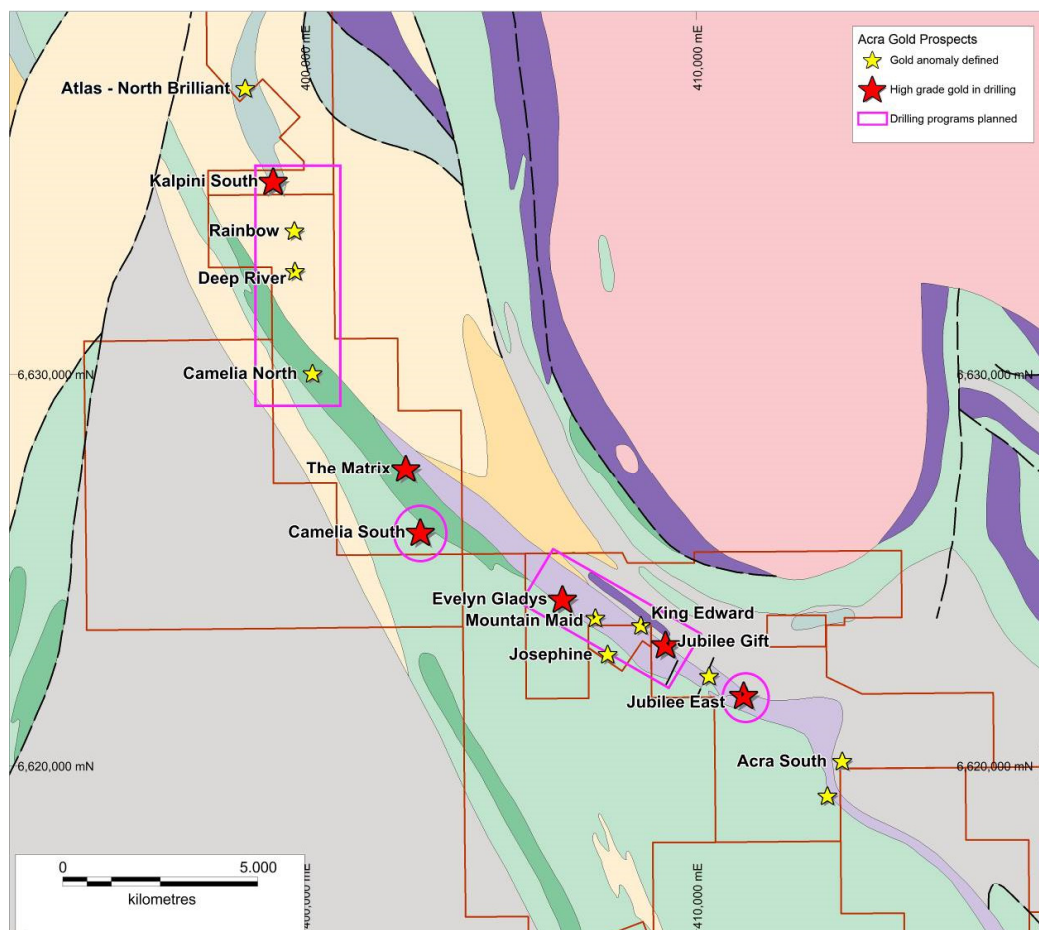 400,000 mE
410,000 mE
Acra Gold Prospects
Gold anomaly defined
High grade gold in drilling
Drilling programs planned
Atlas - North Brilliant
Kalpini South
Rainbow
Deep River
6,630,000 mN
6,630,000 mN
Camelia North
The Matrix
Camelia South
Evelyn Gladys
King Edward
Mountain Maid
Jubilee Gift
Josephine
Jubilee East
Acra South
6,620,000 mN
6,620,000 mN
0 5.000
kilometres
400,000 mE
410,000 mE